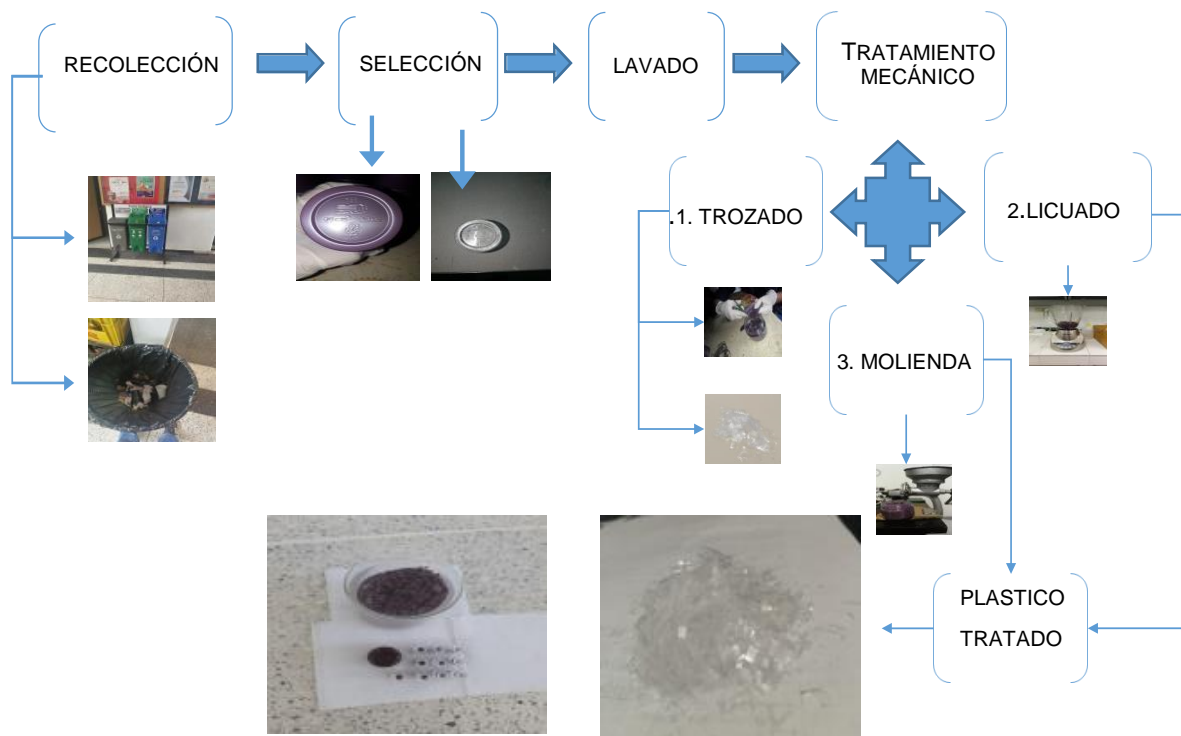 RECOLECCIÓN
SELECCIÓN
LAVADO
TRATAMIENTO
MECÁNICO
.1. TROZADO
2.LICUADO
3. MOLIENDA
PLASTICO
TRATADO